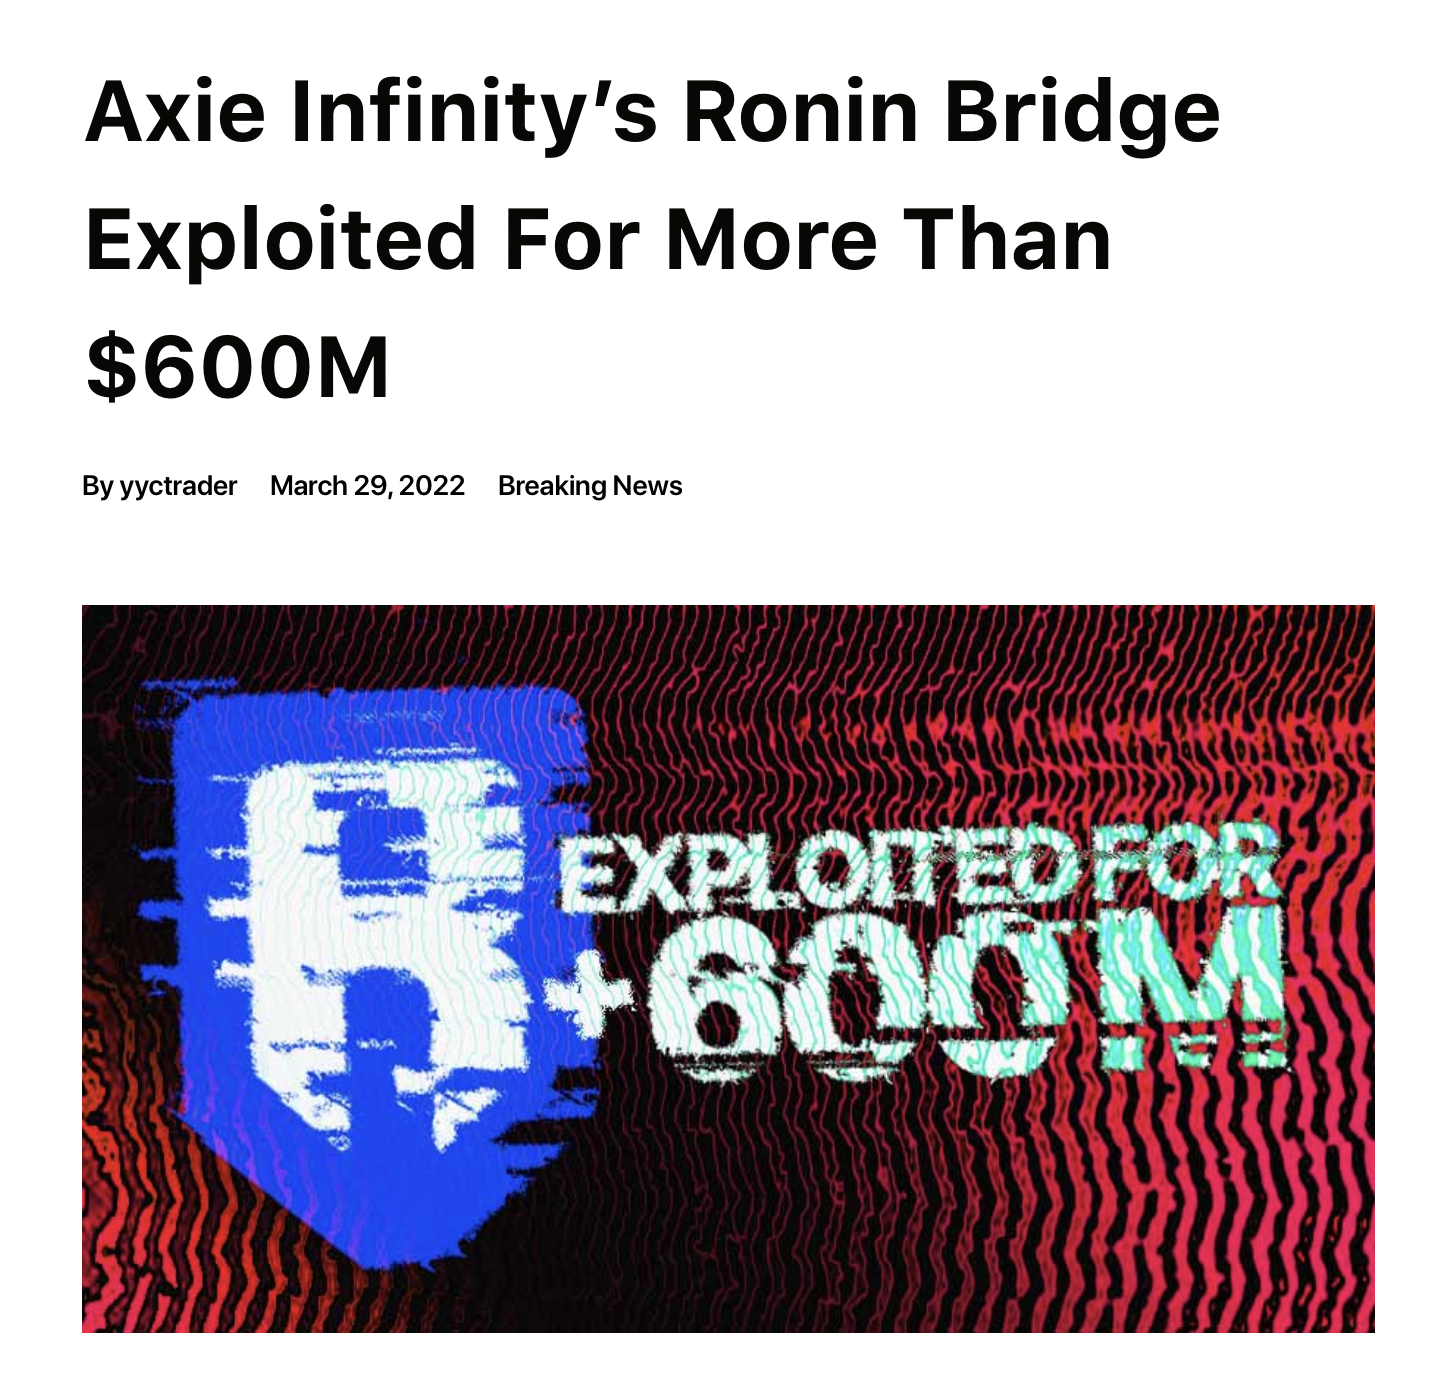 Axie Infinity’s Ronin Bridge
Exploited For More Than
$600M
By yyctrader March 29, 2022 Breaking News
R
EXPLOITED FOR
+600M